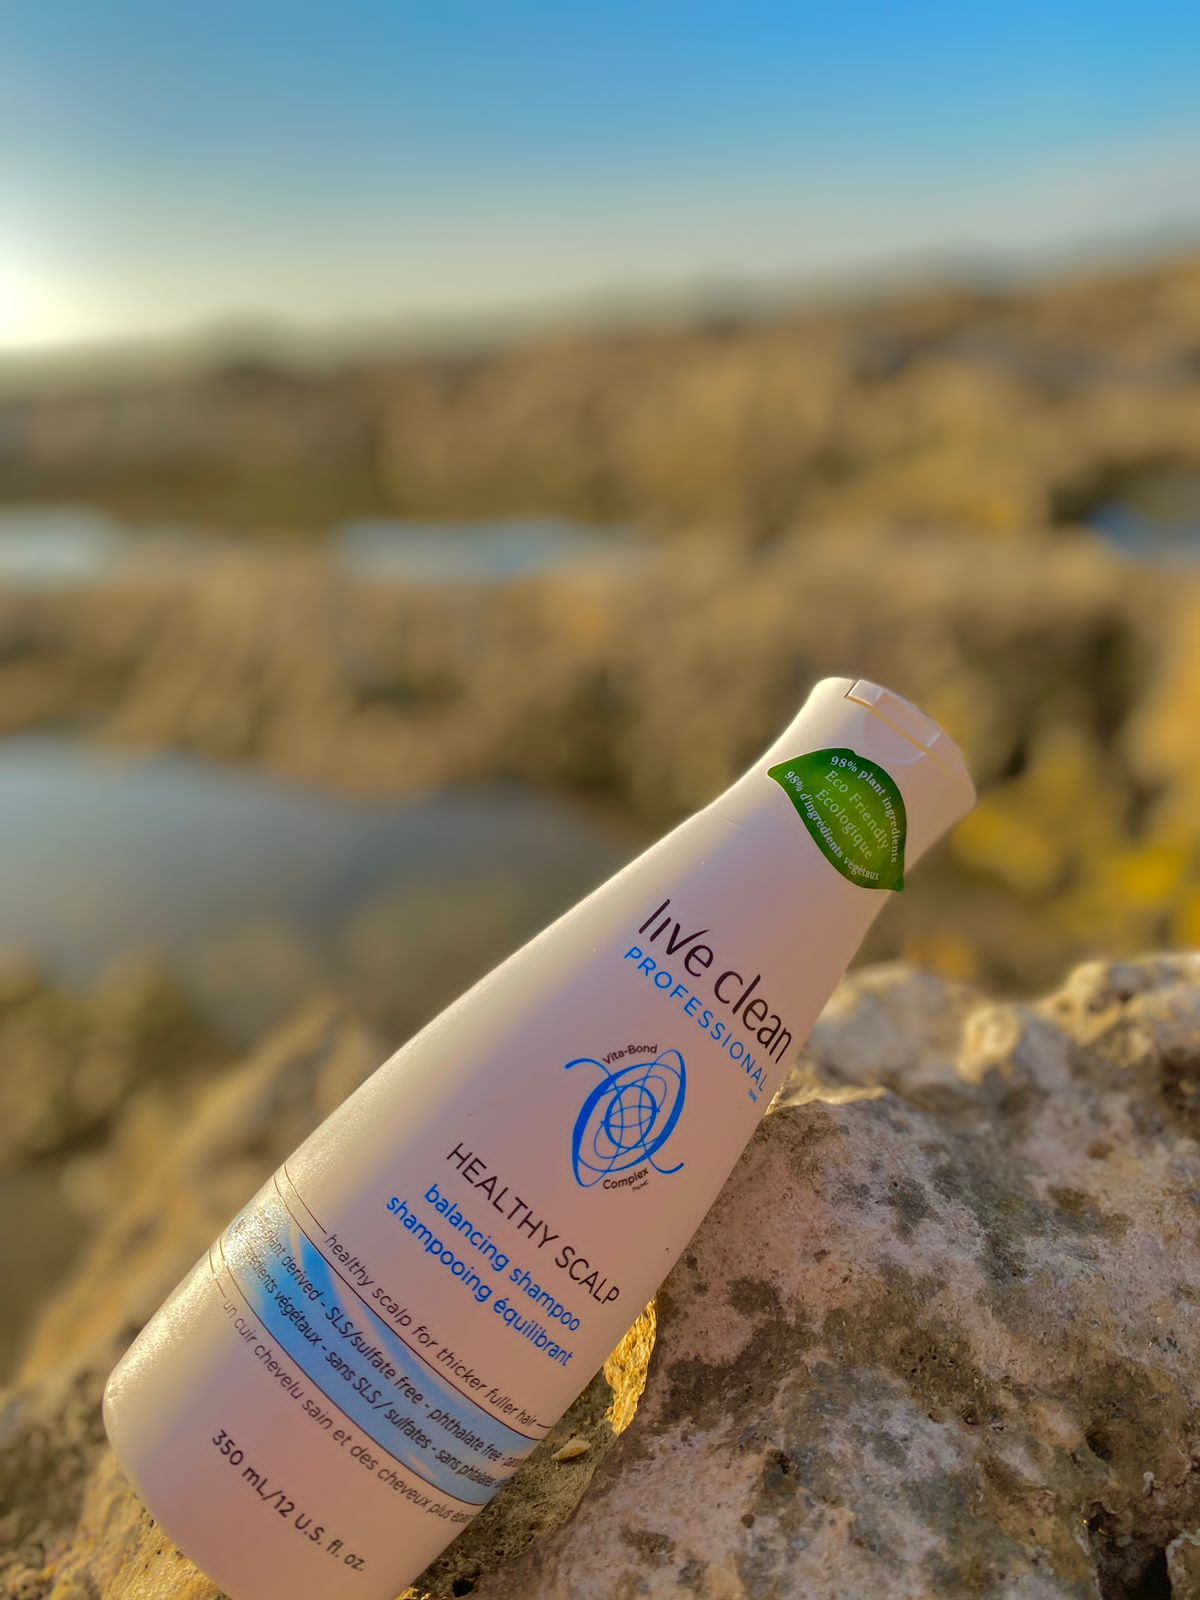 98% plant ingredients
Eco Friendly
Écologique
98% d'ingrédients végétaux
live clean
PROFESSIONAL
Vita-Bond
Complex
HEALTHY SCALP
balancing shampoo
shampooing équilibrant
healthy scalp for thicker fuller hair
derived - SLS/sulfate free - phthalate free -
végétaux - sans SLS / sulfates - sans
un cuir chevelu sain et des cheveux plus
350 mL/12 U.S. fl. oz.